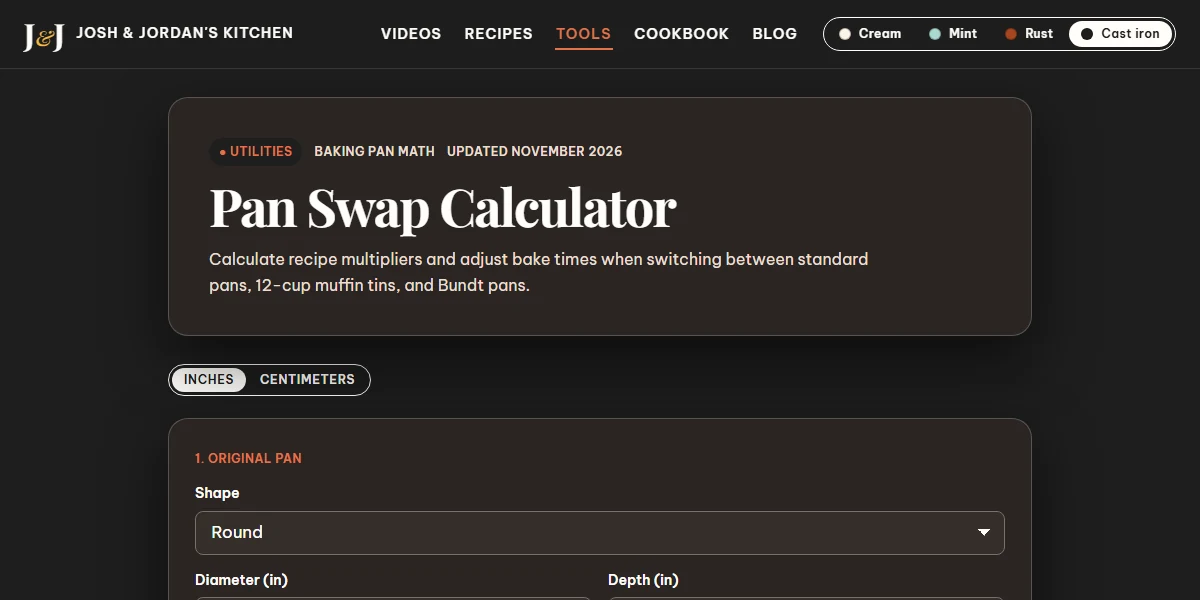 J&J JOSH & JORDAN'S KITCHEN
VIDEOS RECIPES TOOLS COOKBOOK BLOG
Cream Mint Rust Cast iron
UTILITIES BAKING PAN MATH UPDATED NOVEMBER 2026
Pan Swap Calculator
Calculate recipe multipliers and adjust bake times when switching between standard
pans, 12-cup muffin tins, and Bundt pans.
INCHES CENTIMETERS
1. ORIGINAL PAN
Shape
Round
Diameter (in) Depth (in)